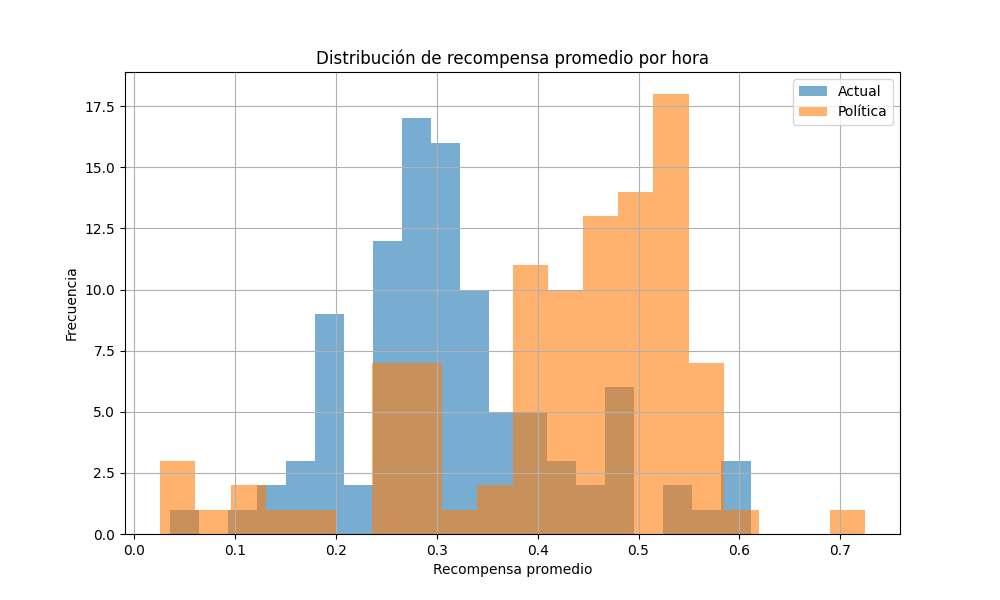 Distribución de recompensa promedio por hora
Actual
Política
Frecuencia
17.5
15.0
12.5
10.0
7.5
5.0
2.5
0.0
0.0 0.1 0.2 0.3 0.4 0.5 0.6 0.7
Recompensa promedio